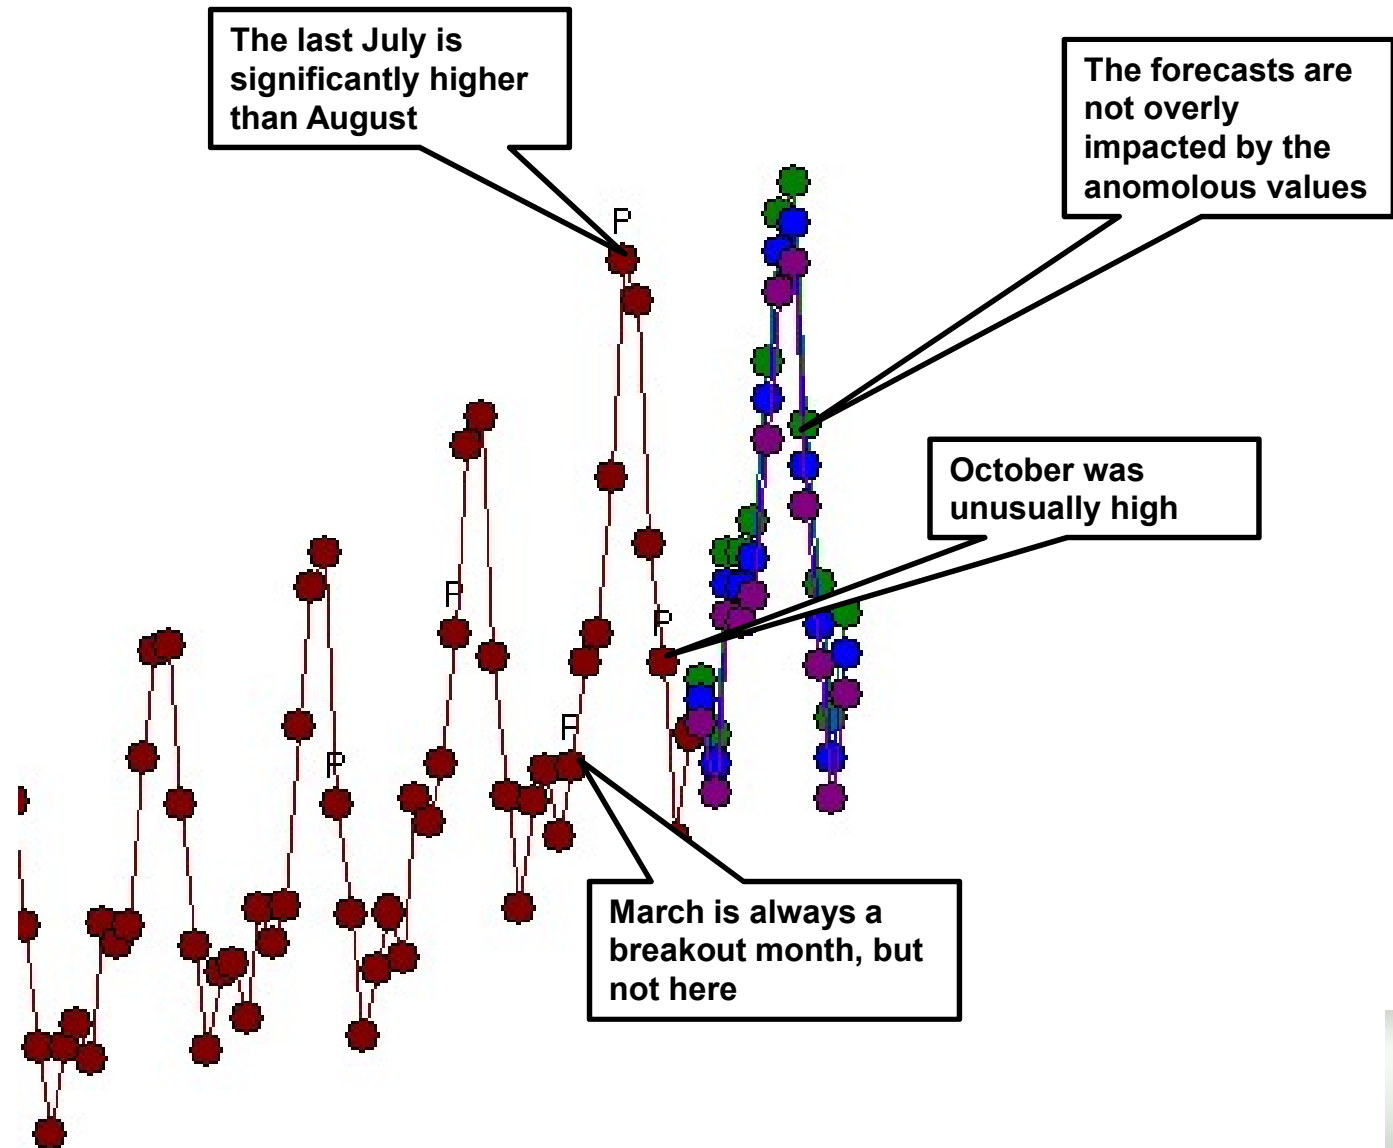 The last July is
significantly higher
than August
The forecasts are
not overly
impacted by the
anomolous values
P
October was
unusually high
P
P
P
P
March is always a
breakout month, but
not here